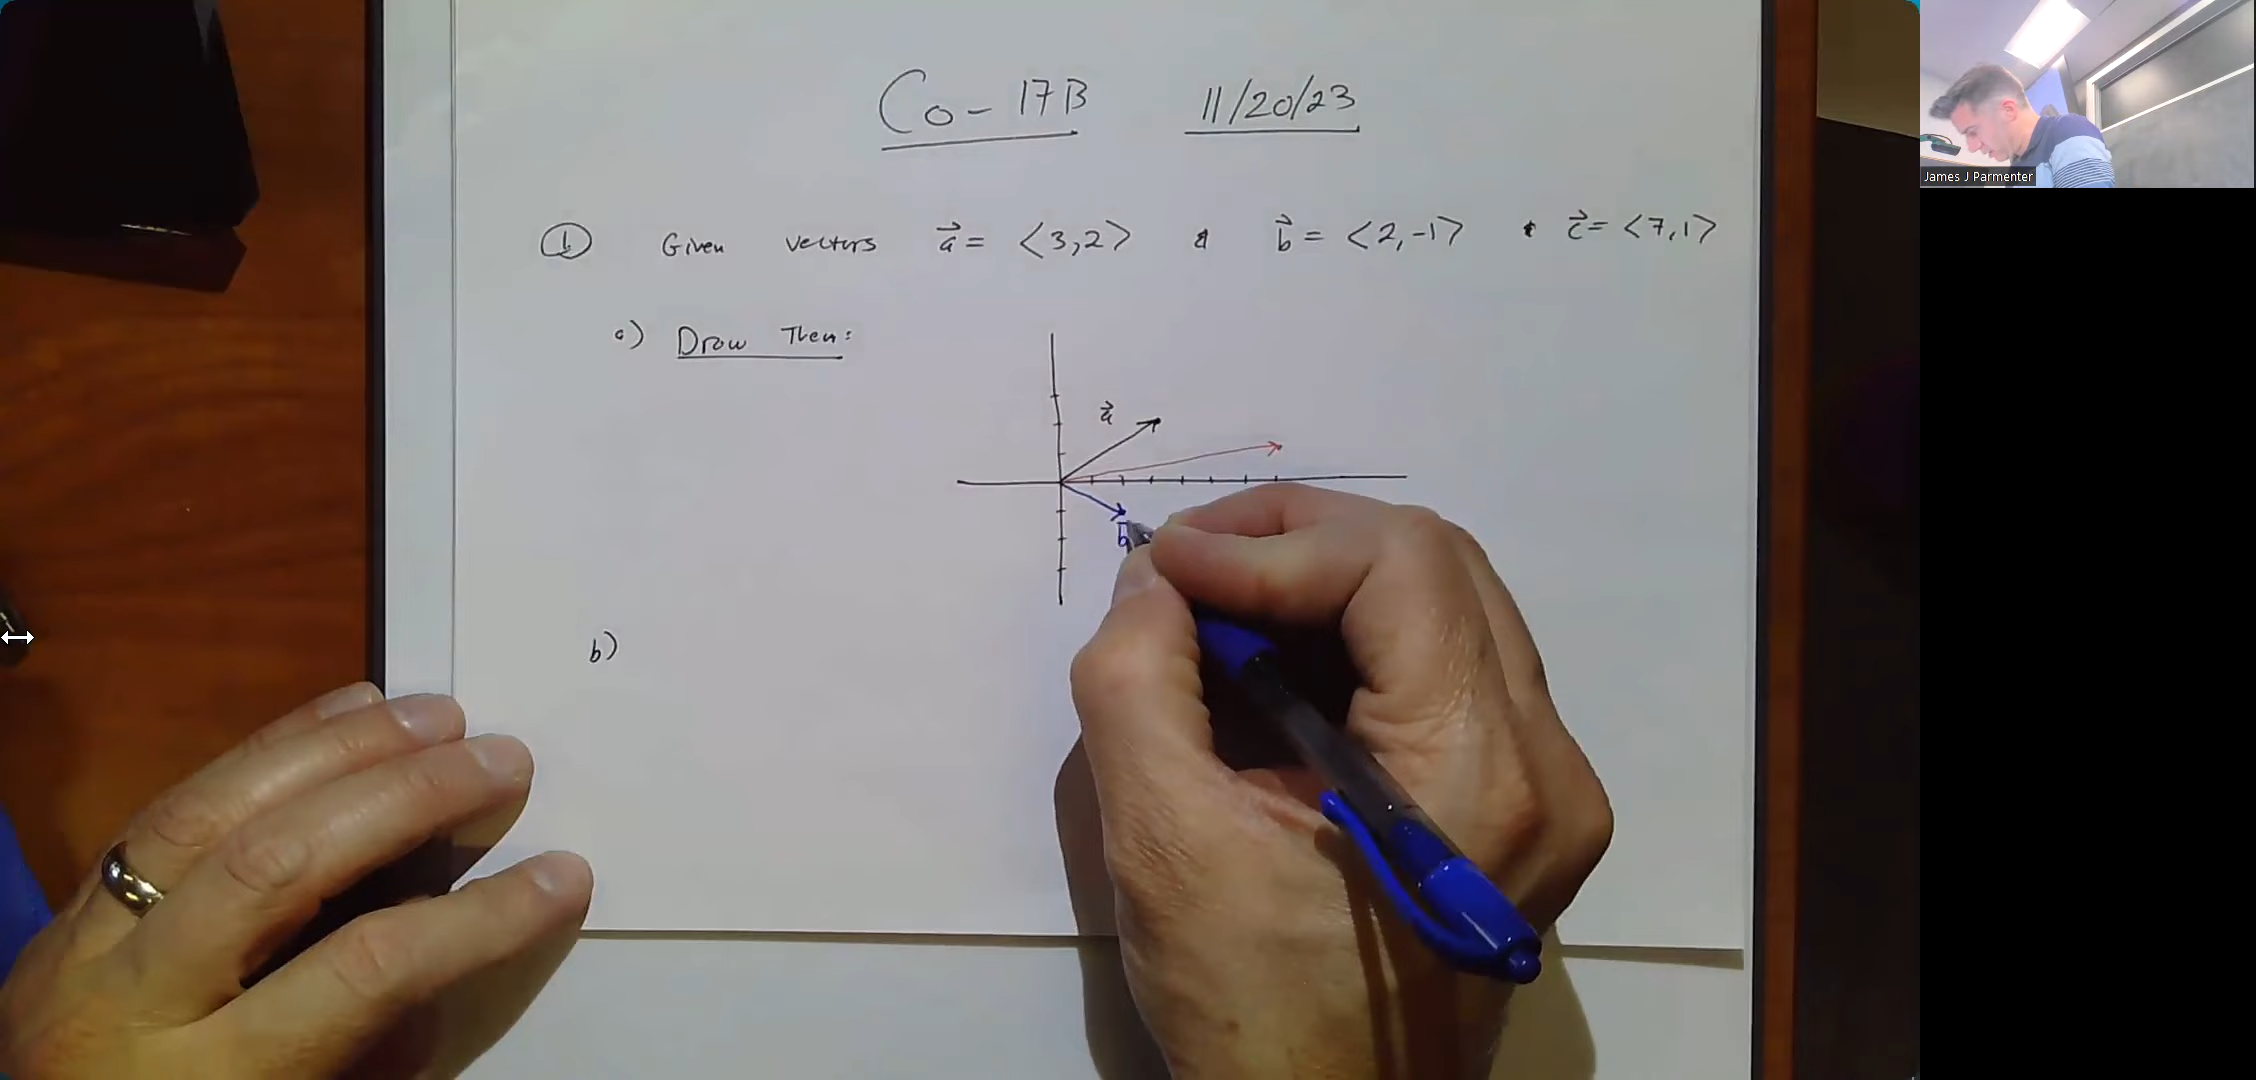 Co-17B 11/20/23
① Given vectors a⃗ = <3,2> & b⃗ = <2,-1> & c⃗ = <7,1>
a) Draw Them:
a⃗
b
b)
James J Parmenter